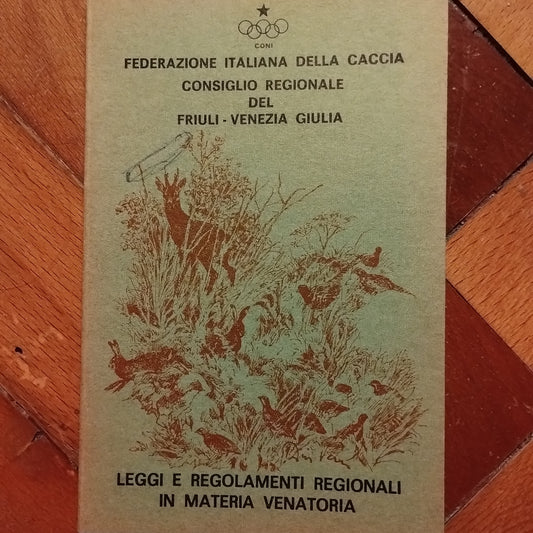 CONI
FEDERAZIONE ITALIANA DELLA CACCIA
CONSIGLIO REGIONALE
DEL
FRIULI - VENEZIA GIULIA
LEGGI E REGOLAMENTI REGIONALI
IN MATERIA VENATORIA